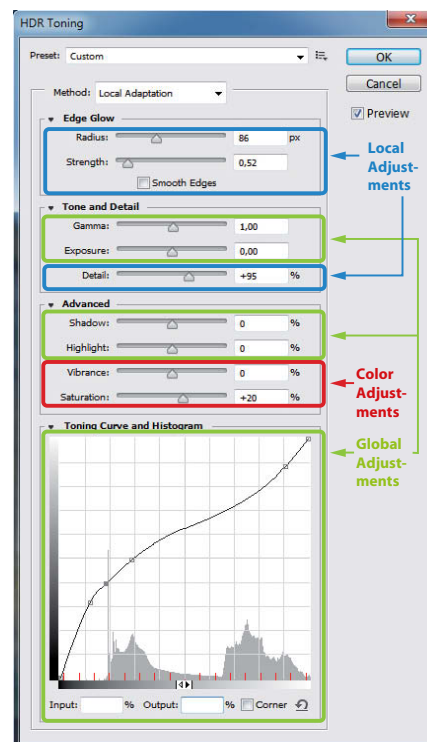 HDR Toning
Preset: Custom
OK
Method: Local Adaptation
Cancel
Preview
Edge Glow
Radius: 86 px
Strength: 0,52
Smooth Edges
Local
Adjust-
ments
Tone and Detail
Gamma: 1,00
Exposure: 0,00
Detail: +95 %
Advanced
Shadow: 0 %
Highlight: 0 %
Vibrance: 0 %
Saturation: +20 %
Color
Adjust-
ments
Toning Curve and Histogram
Global
Adjust-
ments
Input: % Output: % Corner